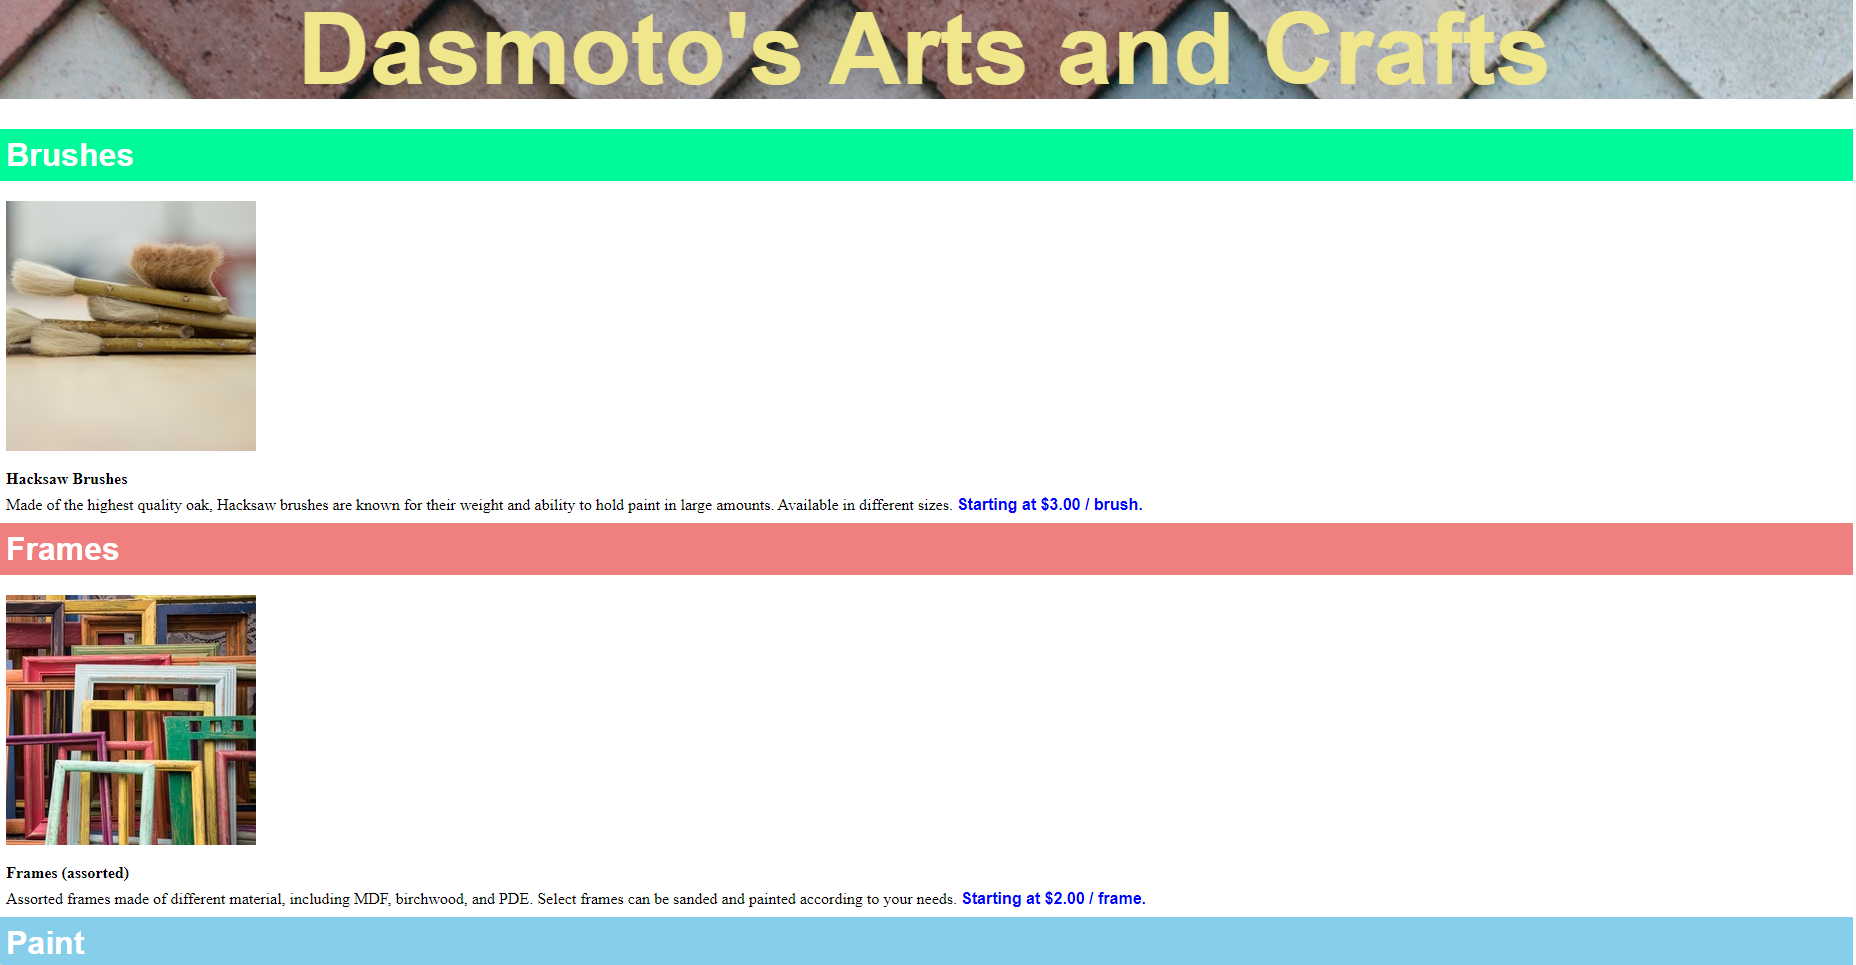 Dasmoto's Arts and Crafts
Brushes
Hacksaw Brushes
Made of the highest quality oak, Hacksaw brushes are known for their weight and ability to hold paint in large amounts. Available in different sizes. Starting at $3.00 / brush.
Frames
Frames (assorted)
Assorted frames made of different material, including MDF, birchwood, and PDE. Select frames can be sanded and painted according to your needs. Starting at $2.00 / frame.
Paint